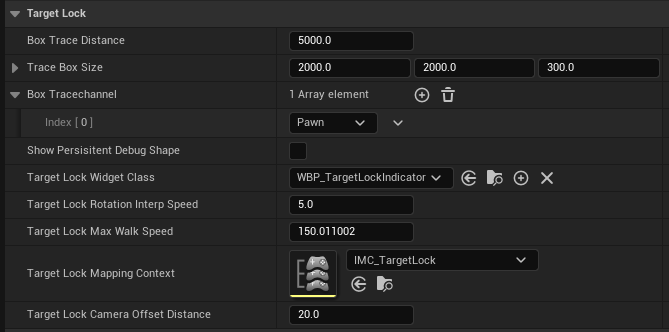 Target Lock
Box Trace Distance 5000.0
Trace Box Size 2000.0 2000.0 300.0
Box Tracechannel 1 Array element
Index [ 0 ] Pawn
Show Persisitent Debug Shape
Target Lock Widget Class WBP_TargetLockIndicator
Target Lock Rotation Interp Speed 5.0
Target Lock Max Walk Speed 150.011002
Target Lock Mapping Context IMC_TargetLock
Target Lock Camera Offset Distance 20.0